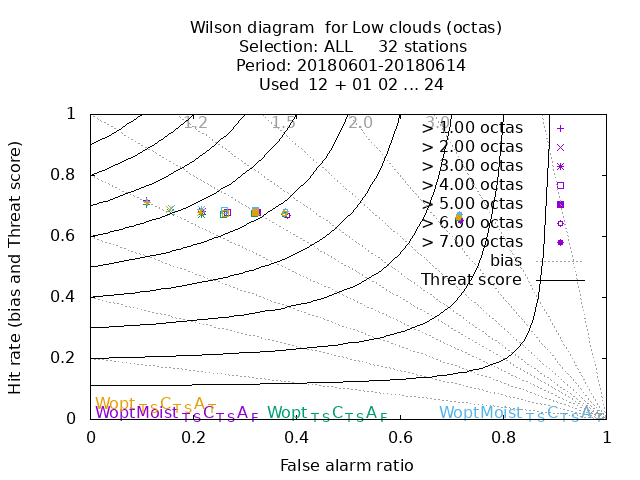 Wilson diagram for Low clouds (octas)
Selection: ALL 32 stations
Period: 20180601-20180614
Used 12 + 01 02 ... 24
Hit rate (bias and Threat score)
1
0.8
0.6
0.4
0.2
0
1.2 1.5 2.0 3.0
> 1.00 octas
> 2.00 octas
> 3.00 octas
> 4.00 octas
> 5.00 octas
> 6.00 octas
> 7.00 octas
bias
Threat score
Wopt_TSC_TSA_T
WoptMoist_TSC_TSA_F Wopt_TSC_TSA_F WoptMoist_TSC_TSA_T
0 0.2 0.4 0.6 0.8 1
False alarm ratio